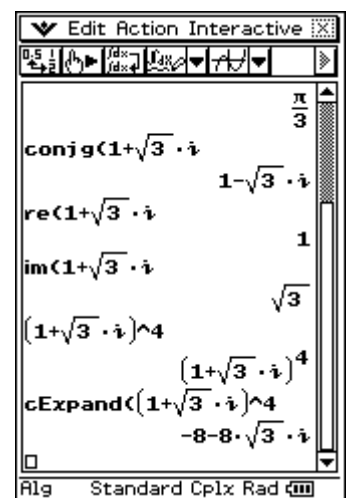 Edit Action Interactive
π/3
conjg(1+√3·i
1-√3·i
re(1+√3·i
1
im(1+√3·i
√3
(1+√3·i)^4
(1+√3·i)⁴
cExpand((1+√3·i)^4
-8-8·√3·i
Alg Standard Cplx Rad